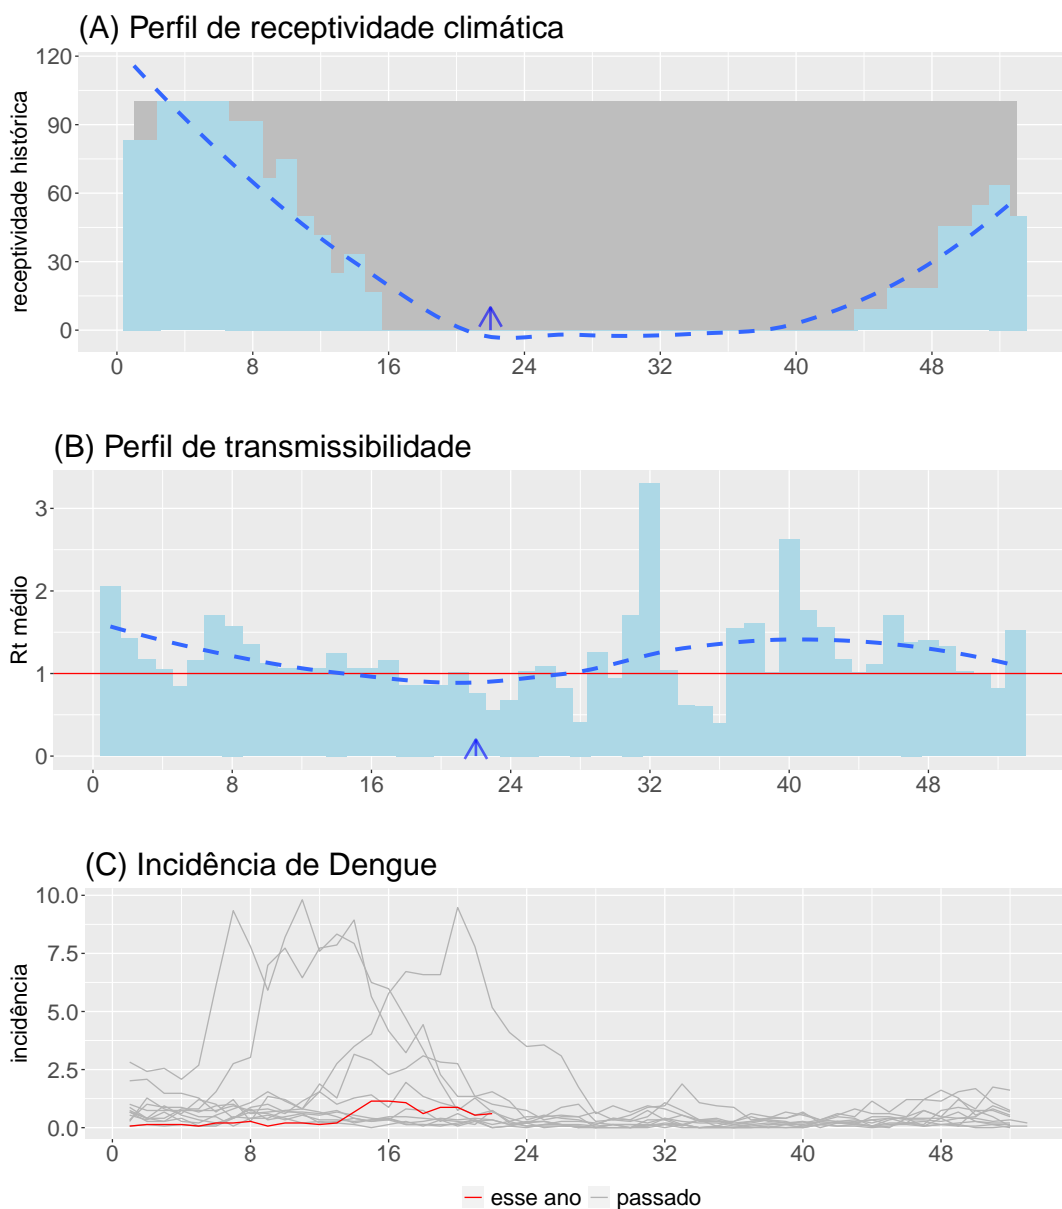 (A) Perfil de receptividade climática
receptividade histórica
120
90
60
30
0
0 8 16 24 32 40 48
(B) Perfil de transmissibilidade
Rt médio
3
2
1
0
0 8 16 24 32 40 48
(C) Incidência de Dengue
incidência
10.0
7.5
5.0
2.5
0.0
0 8 16 24 32 40 48
esse ano passado